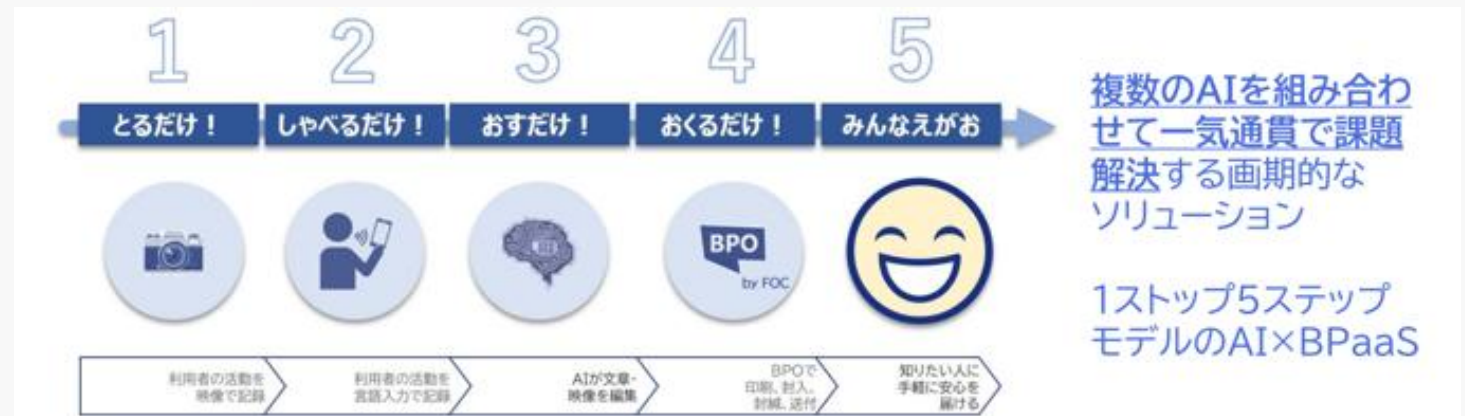 1
2
3
4
5
とるだけ!
しゃべるだけ!
おすだけ!
おくるだけ!
みんなえがお
BPO
by FOC
利用者の活動を
映像で記録
利用者の活動を
言語入力で記録
AIが文章・
映像を編集
BPOで
印刷、封入、
封緘、送付
知りたい人に
手軽に安心を
届ける
複数のAIを組み合わ
せて一気通貫で課題
解決する画期的な
ソリューション
1ストップ5ステップ
モデルのAI×BPaaS